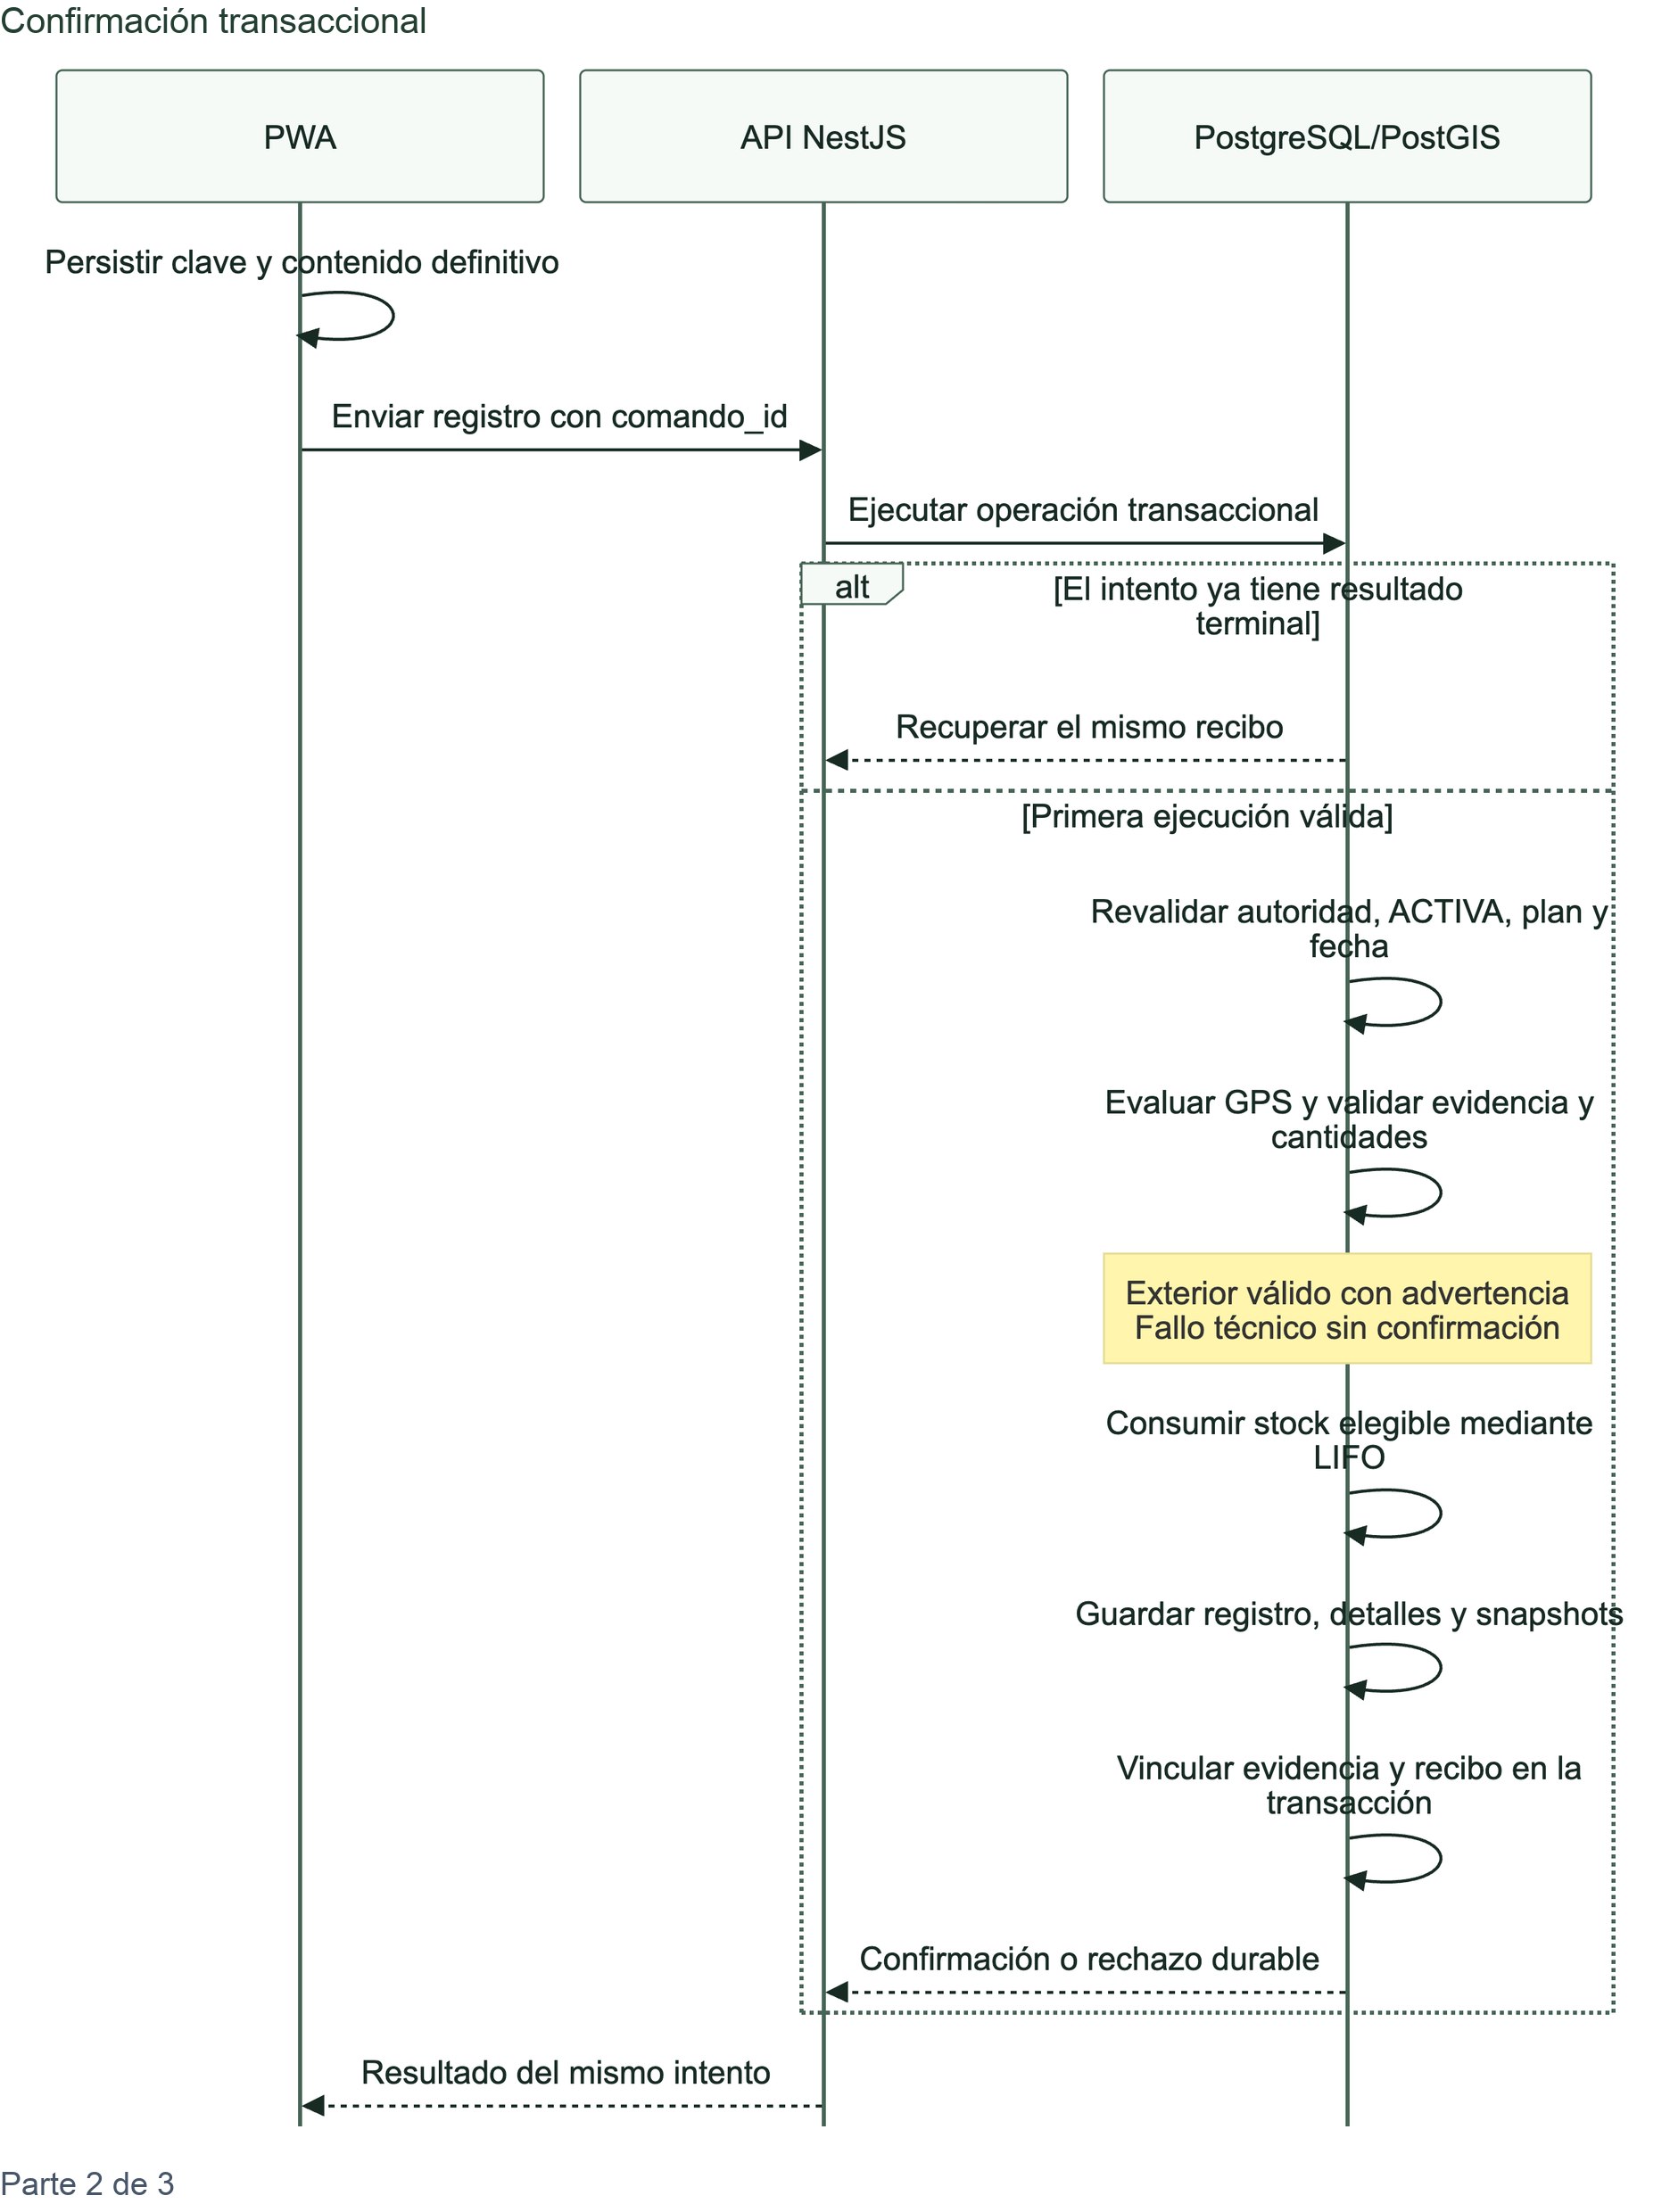 Confirmación transaccional
PWA
API NestJS
PostgreSQL/PostGIS
Persistir clave y contenido definitivo
Enviar registro con comando_id
Ejecutar operación transaccional
alt
[El intento ya tiene resultado
terminal]
Recuperar el mismo recibo
[Primera ejecución válida]
Revalidar autoridad, ACTIVA, plan y
fecha
Evaluar GPS y validar evidencia y
cantidades
Exterior válido con advertencia
Fallo técnico sin confirmación
Consumir stock elegible mediante
LIFO
Guardar registro, detalles y snapshots
Vincular evidencia y recibo en la
transacción
Confirmación o rechazo durable
Resultado del mismo intento
Parte 2 de 3